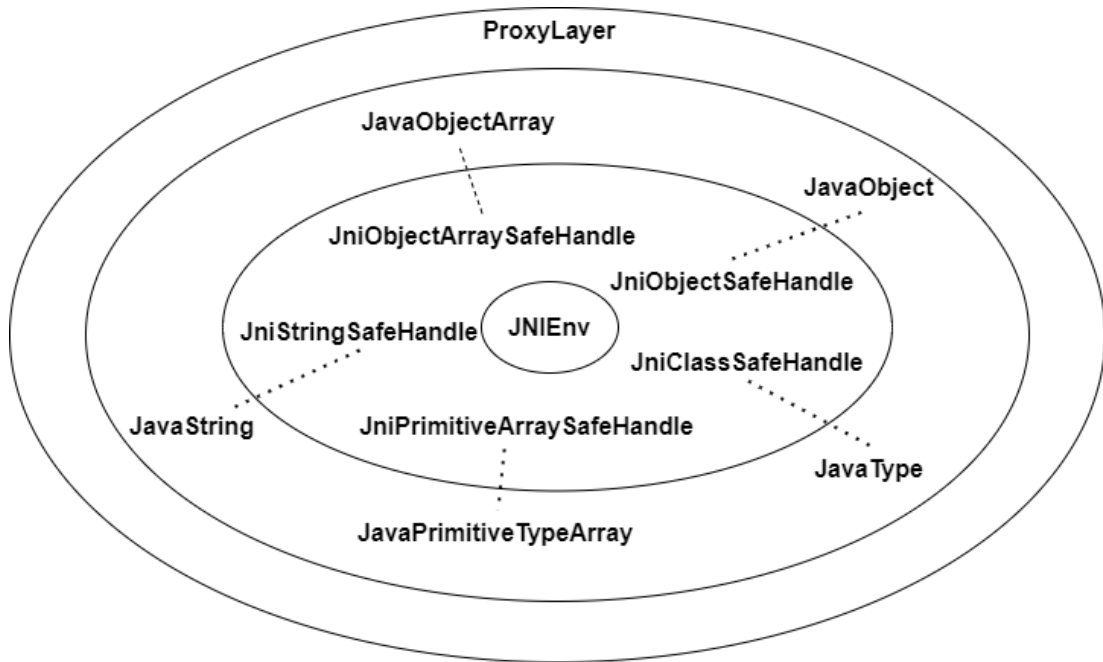 ProxyLayer
JavaObjectArray
JavaObject
JniObjectArraySafeHandle
JniObjectSafeHandle
JNIEnv
JniStringSafeHandle
JniClassSafeHandle
JavaString
JniPrimitiveArraySafeHandle
JavaType
JavaPrimitiveTypeArray